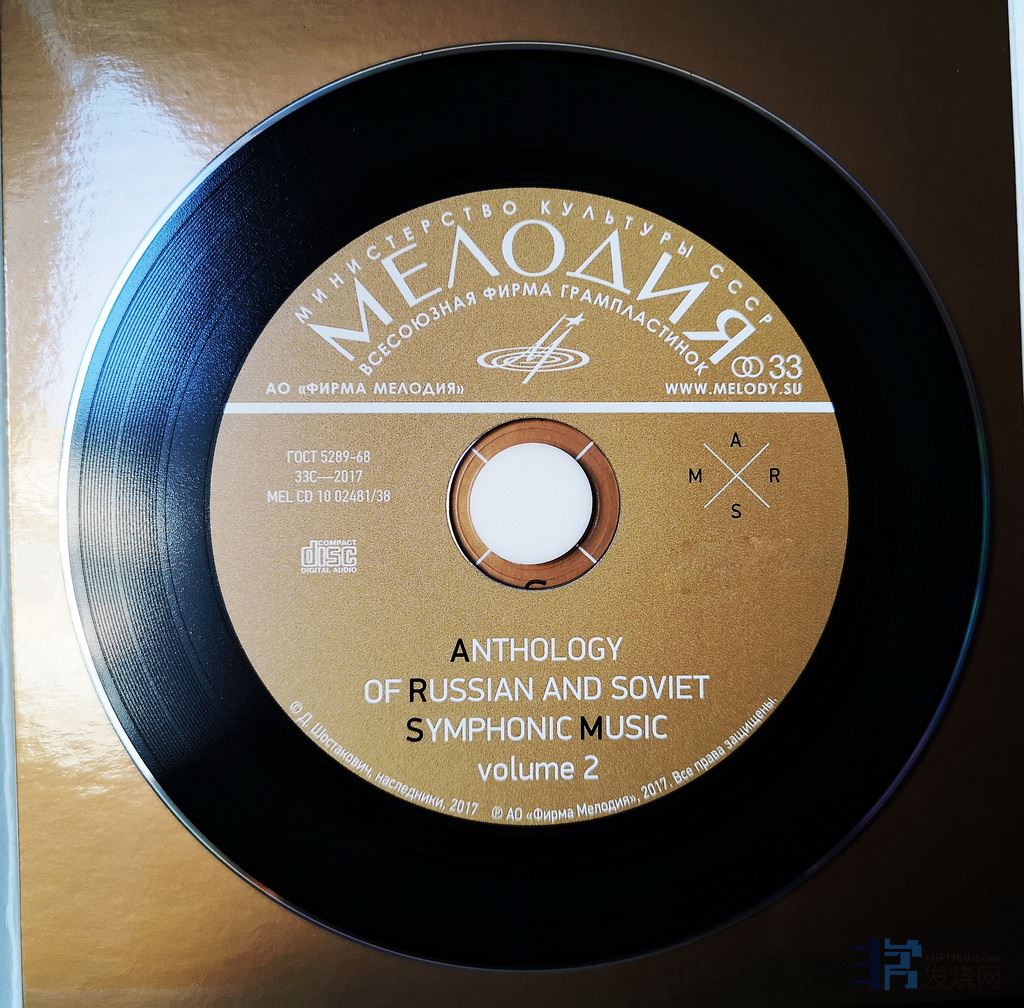 МИНИСТЕРСТВО КУЛЬТУРЫ СССР
МЕЛОДИЯ
ВСЕСОЮЗНАЯ ФИРМА ГРАМПЛАСТИНОК
33
АО «ФИРМА МЕЛОДИЯ»
WWW.MELODY.SU
ГОСТ 5289-68
33С—2017
MEL CD 10 02481/38
A
M R
S
COMPACT
disc
DIGITAL AUDIO
ANTHOLOGY
OF RUSSIAN AND SOVIET
SYMPHONIC MUSIC
volume 2
© Д. Шостакович, наследники, 2017 ℗ АО «Фирма Мелодия», 2017. Все права защищены.
HIFI168.com
发烧网